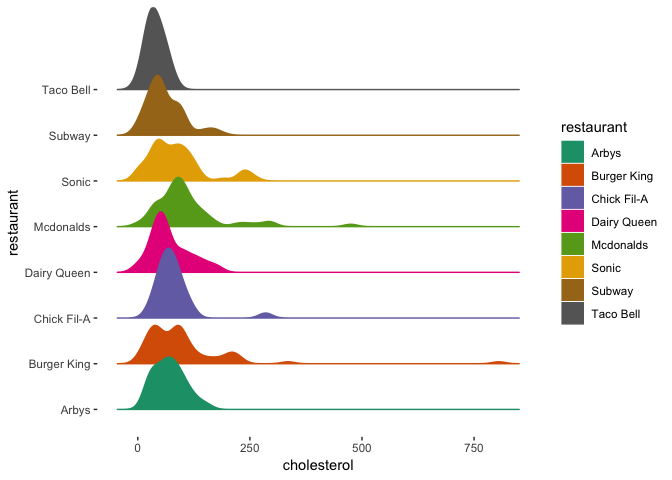 restaurant
Taco Bell
Subway
Sonic
Mcdonalds
Dairy Queen
Chick Fil-A
Burger King
Arbys
0 250 500 750
cholesterol
restaurant
Arbys
Burger King
Chick Fil-A
Dairy Queen
Mcdonalds
Sonic
Subway
Taco Bell